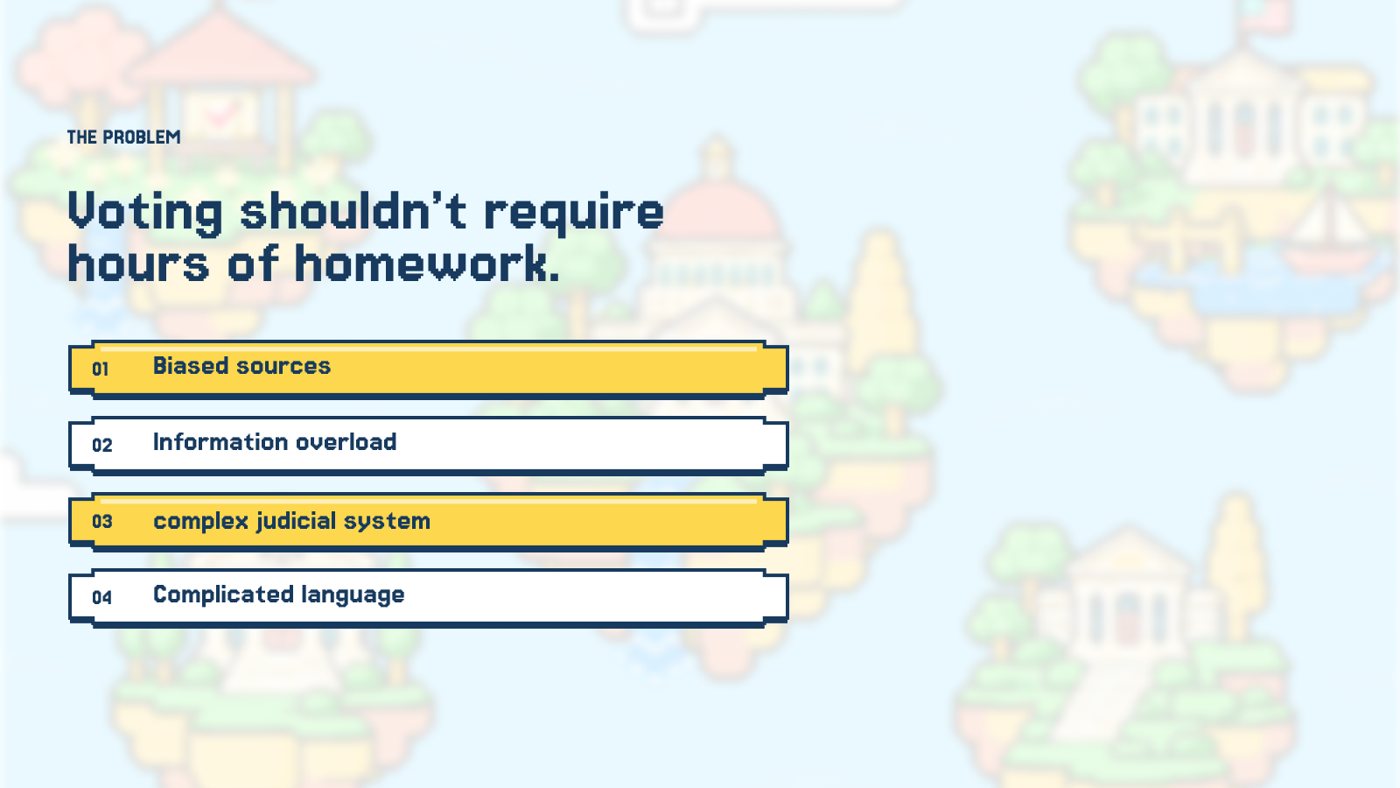 THE PROBLEM
Voting shouldn't require
hours of homework.
01 Biased sources
02 Information overload
03 complex judicial system
04 Complicated language